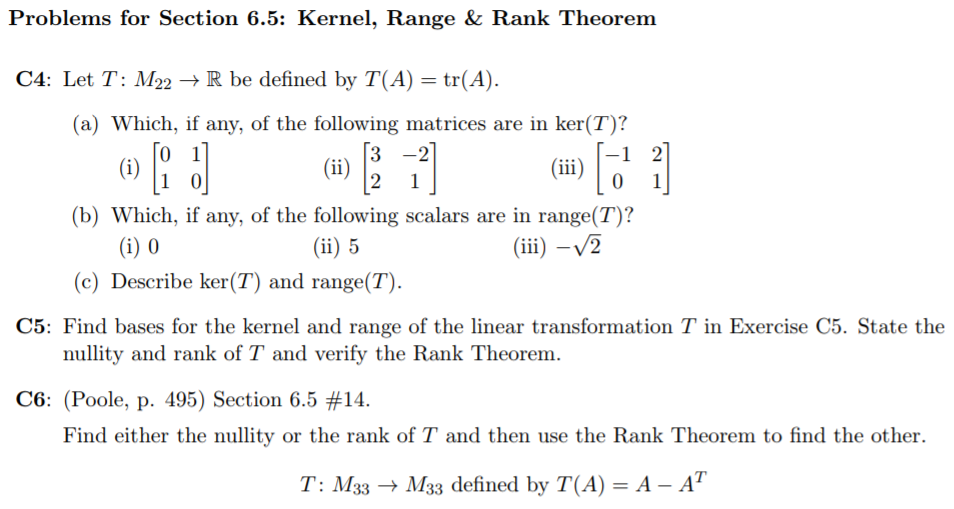 Problems for Section 6.5: Kernel, Range & Rank Theorem
C4: Let T: M₂₂ → ℝ be defined by T(A) = tr(A).
(a) Which, if any, of the following matrices are in ker(T)?
(i) [0 1; 1 0] (ii) [3 −2; 2 1] (iii) [−1 2; 0 1]
(b) Which, if any, of the following scalars are in range(T)?
(i) 0 (ii) 5 (iii) −√2
(c) Describe ker(T) and range(T).
C5: Find bases for the kernel and range of the linear transformation T in Exercise C5. State the
nullity and rank of T and verify the Rank Theorem.
C6: (Poole, p. 495) Section 6.5 #14.
Find either the nullity or the rank of T and then use the Rank Theorem to find the other.
T: M₃₃ → M₃₃ defined by T(A) = A − Aᵀ